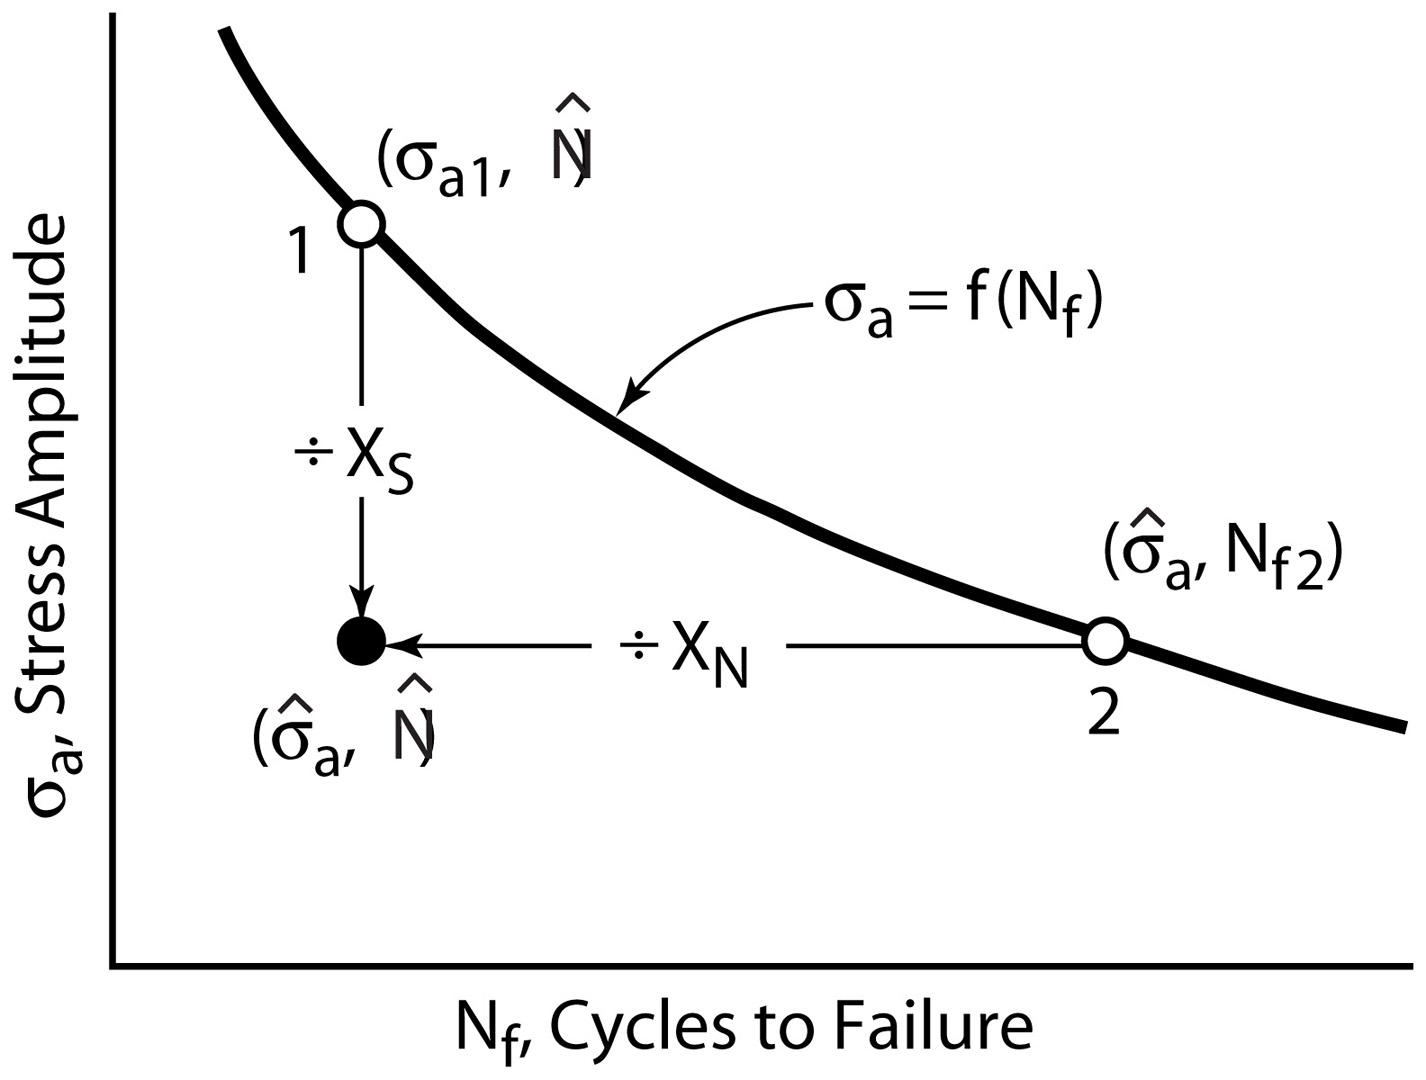 (σa1, N̂)
1
σa = f(Nf)
÷ XS
(σ̂a, Nf2)
÷ XN
2
(σ̂a, N̂)
σa, Stress Amplitude
Nf, Cycles to Failure